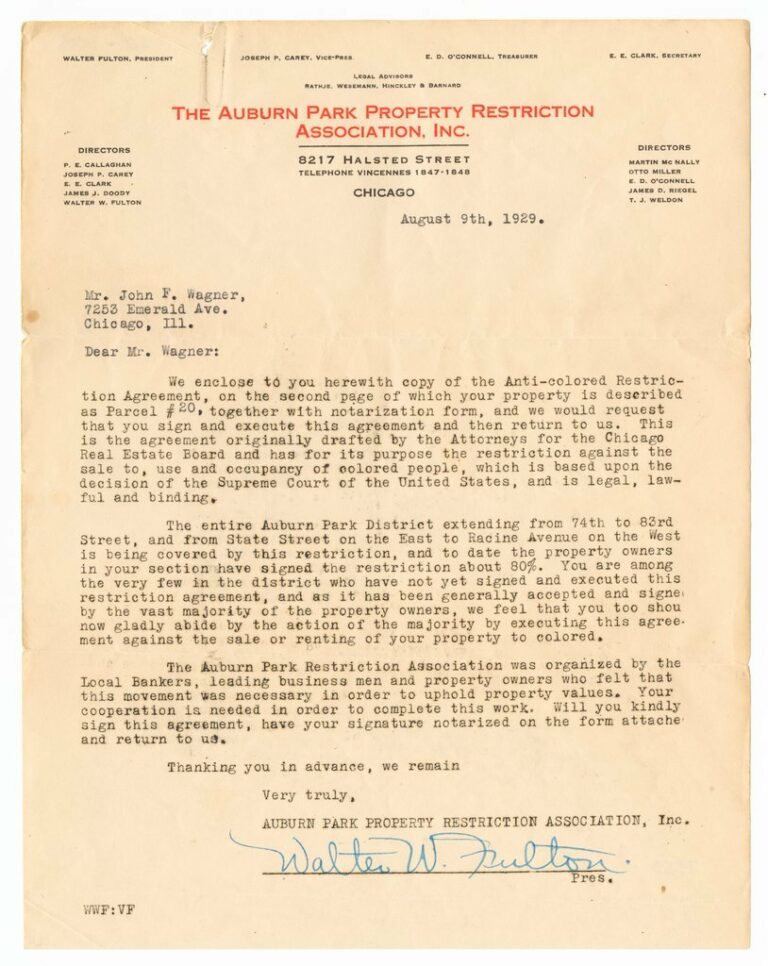 WALTER FULTON, PRESIDENT JOSEPH P. CAREY, VICE-PRES. E. D. O'CONNELL, TREASURER E. E. CLARK, SECRETARY
LEGAL ADVISORS
RATHJE, WESEMANN, HINCKLEY & BARNARD
THE AUBURN PARK PROPERTY RESTRICTION
ASSOCIATION, INC.
DIRECTORS
P. E. CALLAGHAN
JOSEPH P. CAREY
E. E. CLARK
JAMES J. DOODY
WALTER W. FULTON
8217 HALSTED STREET
TELEPHONE VINCENNES 1847-1848
CHICAGO
DIRECTORS
MARTIN MC NALLY
OTTO MILLER
E. D. O'CONNELL
JAMES D. RIEGEL
T. J. WELDON
August 9th, 1929.
Mr. John F. Wagner,
7253 Emerald Ave.
Chicago, Ill.
Dear Mr. Wagner:
We enclose to you herewith copy of the Anti-colored Restric-
tion Agreement, on the second page of which your property is described
as Parcel #20, together with notarization form, and we would request
that you sign and execute this agreement and then return to us. This
is the agreement originally drafted by the Attorneys for the Chicago
Real Estate Board and has for its purpose the restriction against the
sale to, use and occupancy of colored people, which is based upon the
decision of the Supreme Court of the United States, and is legal, law-
ful and binding.
The entire Auburn Park District extending from 74th to 83rd
Street, and from State Street on the East to Racine Avenue on the West
is being covered by this restriction, and to date the property owners
in your section have signed the restriction about 80%. You are among
the very few in the district who have not yet signed and executed this
restriction agreement, and as it has been generally accepted and signe
by the vast majority of the property owners, we feel that you too shou
now gladly abide by the action of the majority by executing this agree-
ment against the sale or renting of your property to colored.
The Auburn Park Restriction Association was organized by the
Local Bankers, leading business men and property owners who felt that
this movement was necessary in order to uphold property values. Your
cooperation is needed in order to complete this work. Will you kindly
sign this agreement, have your signature notarized on the form attache
and return to us.
Thanking you in advance, we remain
Very truly,
AUBURN PARK PROPERTY RESTRICTION ASSOCIATION, Inc.
Walter W. Fulton.
Pres.
WWF:VF